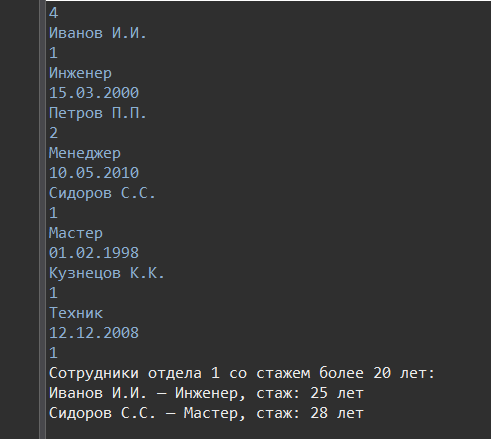 4
Иванов И.И.
1
Инженер
15.03.2000
Петров П.П.
2
Менеджер
10.05.2010
Сидоров С.С.
1
Мастер
01.02.1998
Кузнецов К.К.
1
Техник
12.12.2008
1
Сотрудники отдела 1 со стажем более 20 лет:
Иванов И.И. — Инженер, стаж: 25 лет
Сидоров С.С. — Мастер, стаж: 28 лет